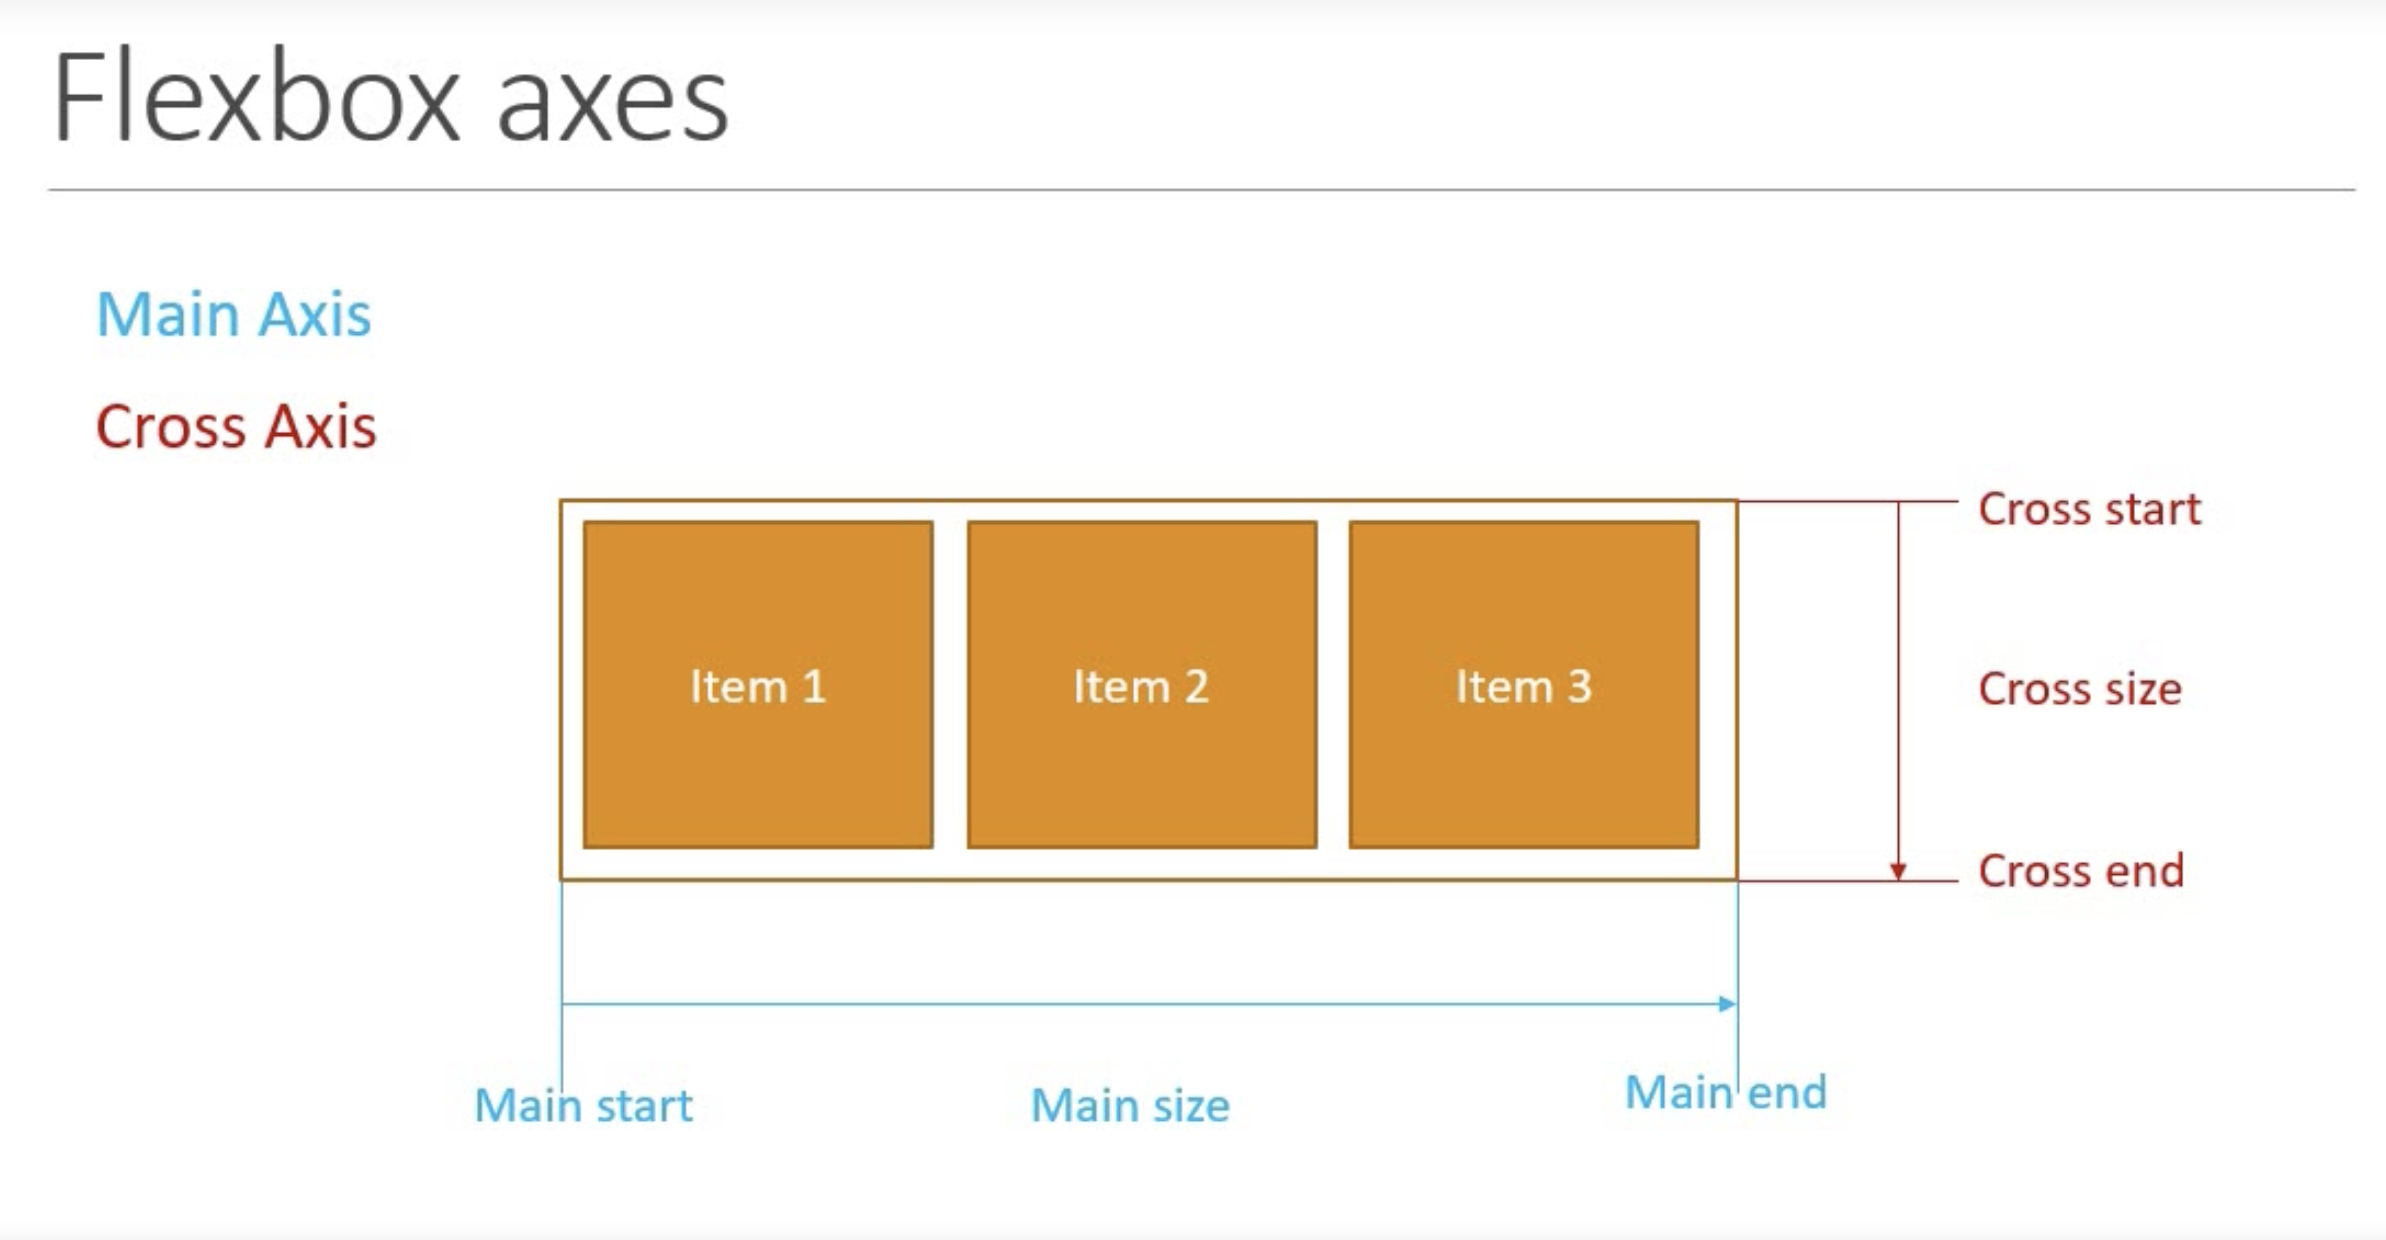 Flexbox axes
Main Axis
Cross Axis
Cross start
Item 1 Item 2 Item 3
Cross size
Cross end
Main start Main size Main end